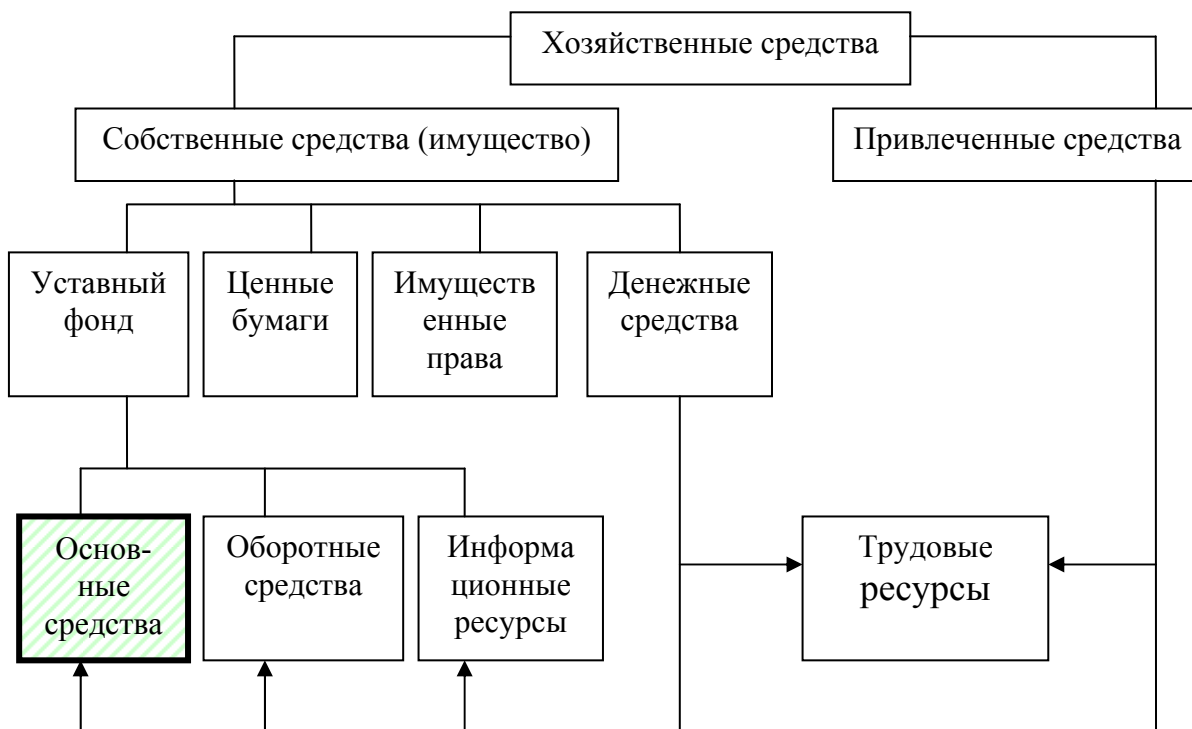 Хозяйственные средства
Собственные средства (имущество)
Привлеченные средства
Уставный
фонд
Ценные
бумаги
Имуществ
енные
права
Денежные
средства
Основ-
ные
средства
Оборотные
средства
Информа
ционные
ресурсы
Трудовые
ресурсы